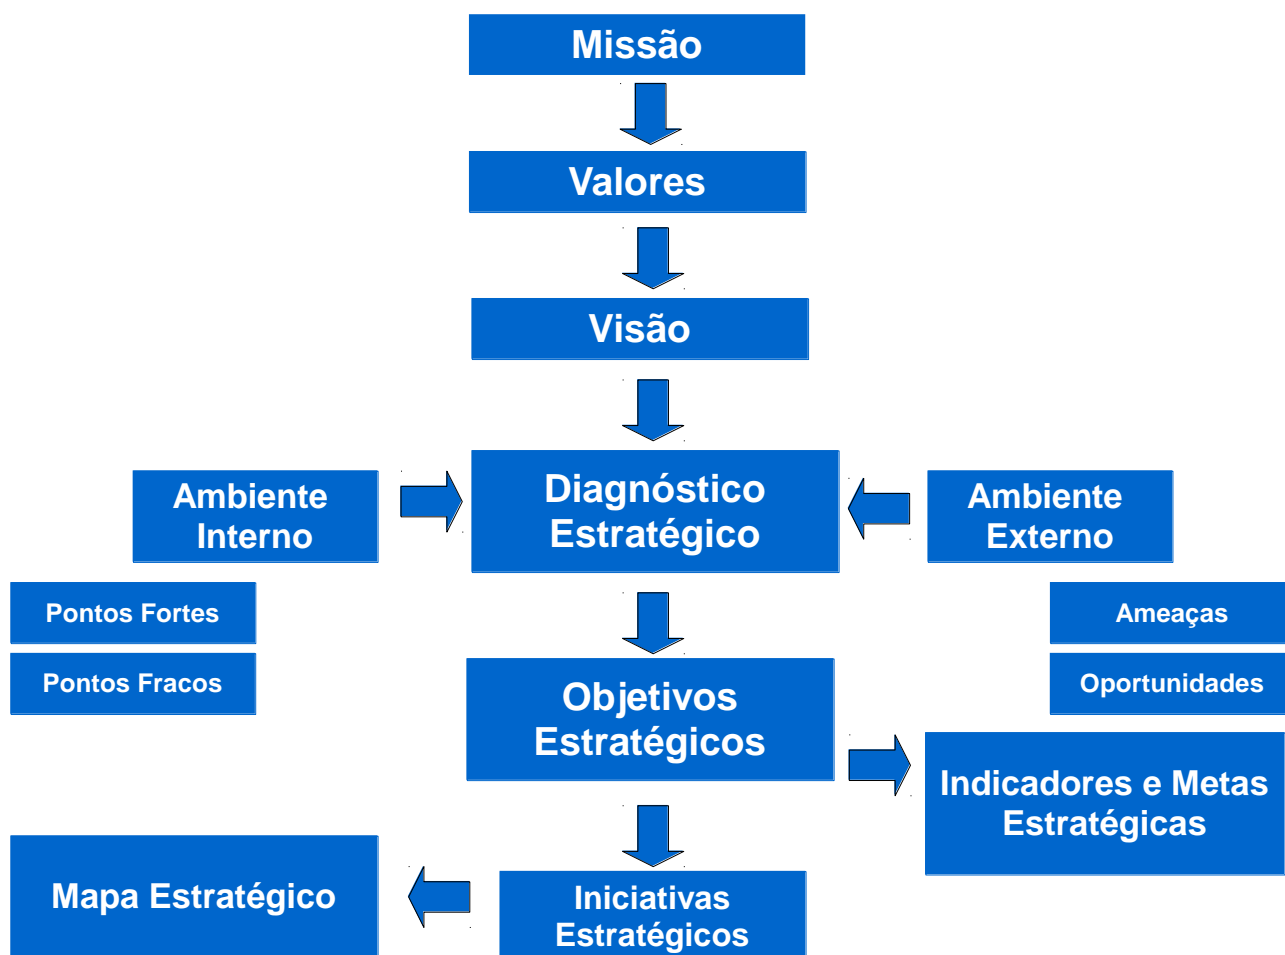 Missão
Valores
Visão
Ambiente
Interno
Diagnóstico
Estratégico
Ambiente
Externo
Pontos Fortes
Pontos Fracos
Ameaças
Oportunidades
Objetivos
Estratégicos
Indicadores e Metas
Estratégicas
Mapa Estratégico
Iniciativas
Estratégicos